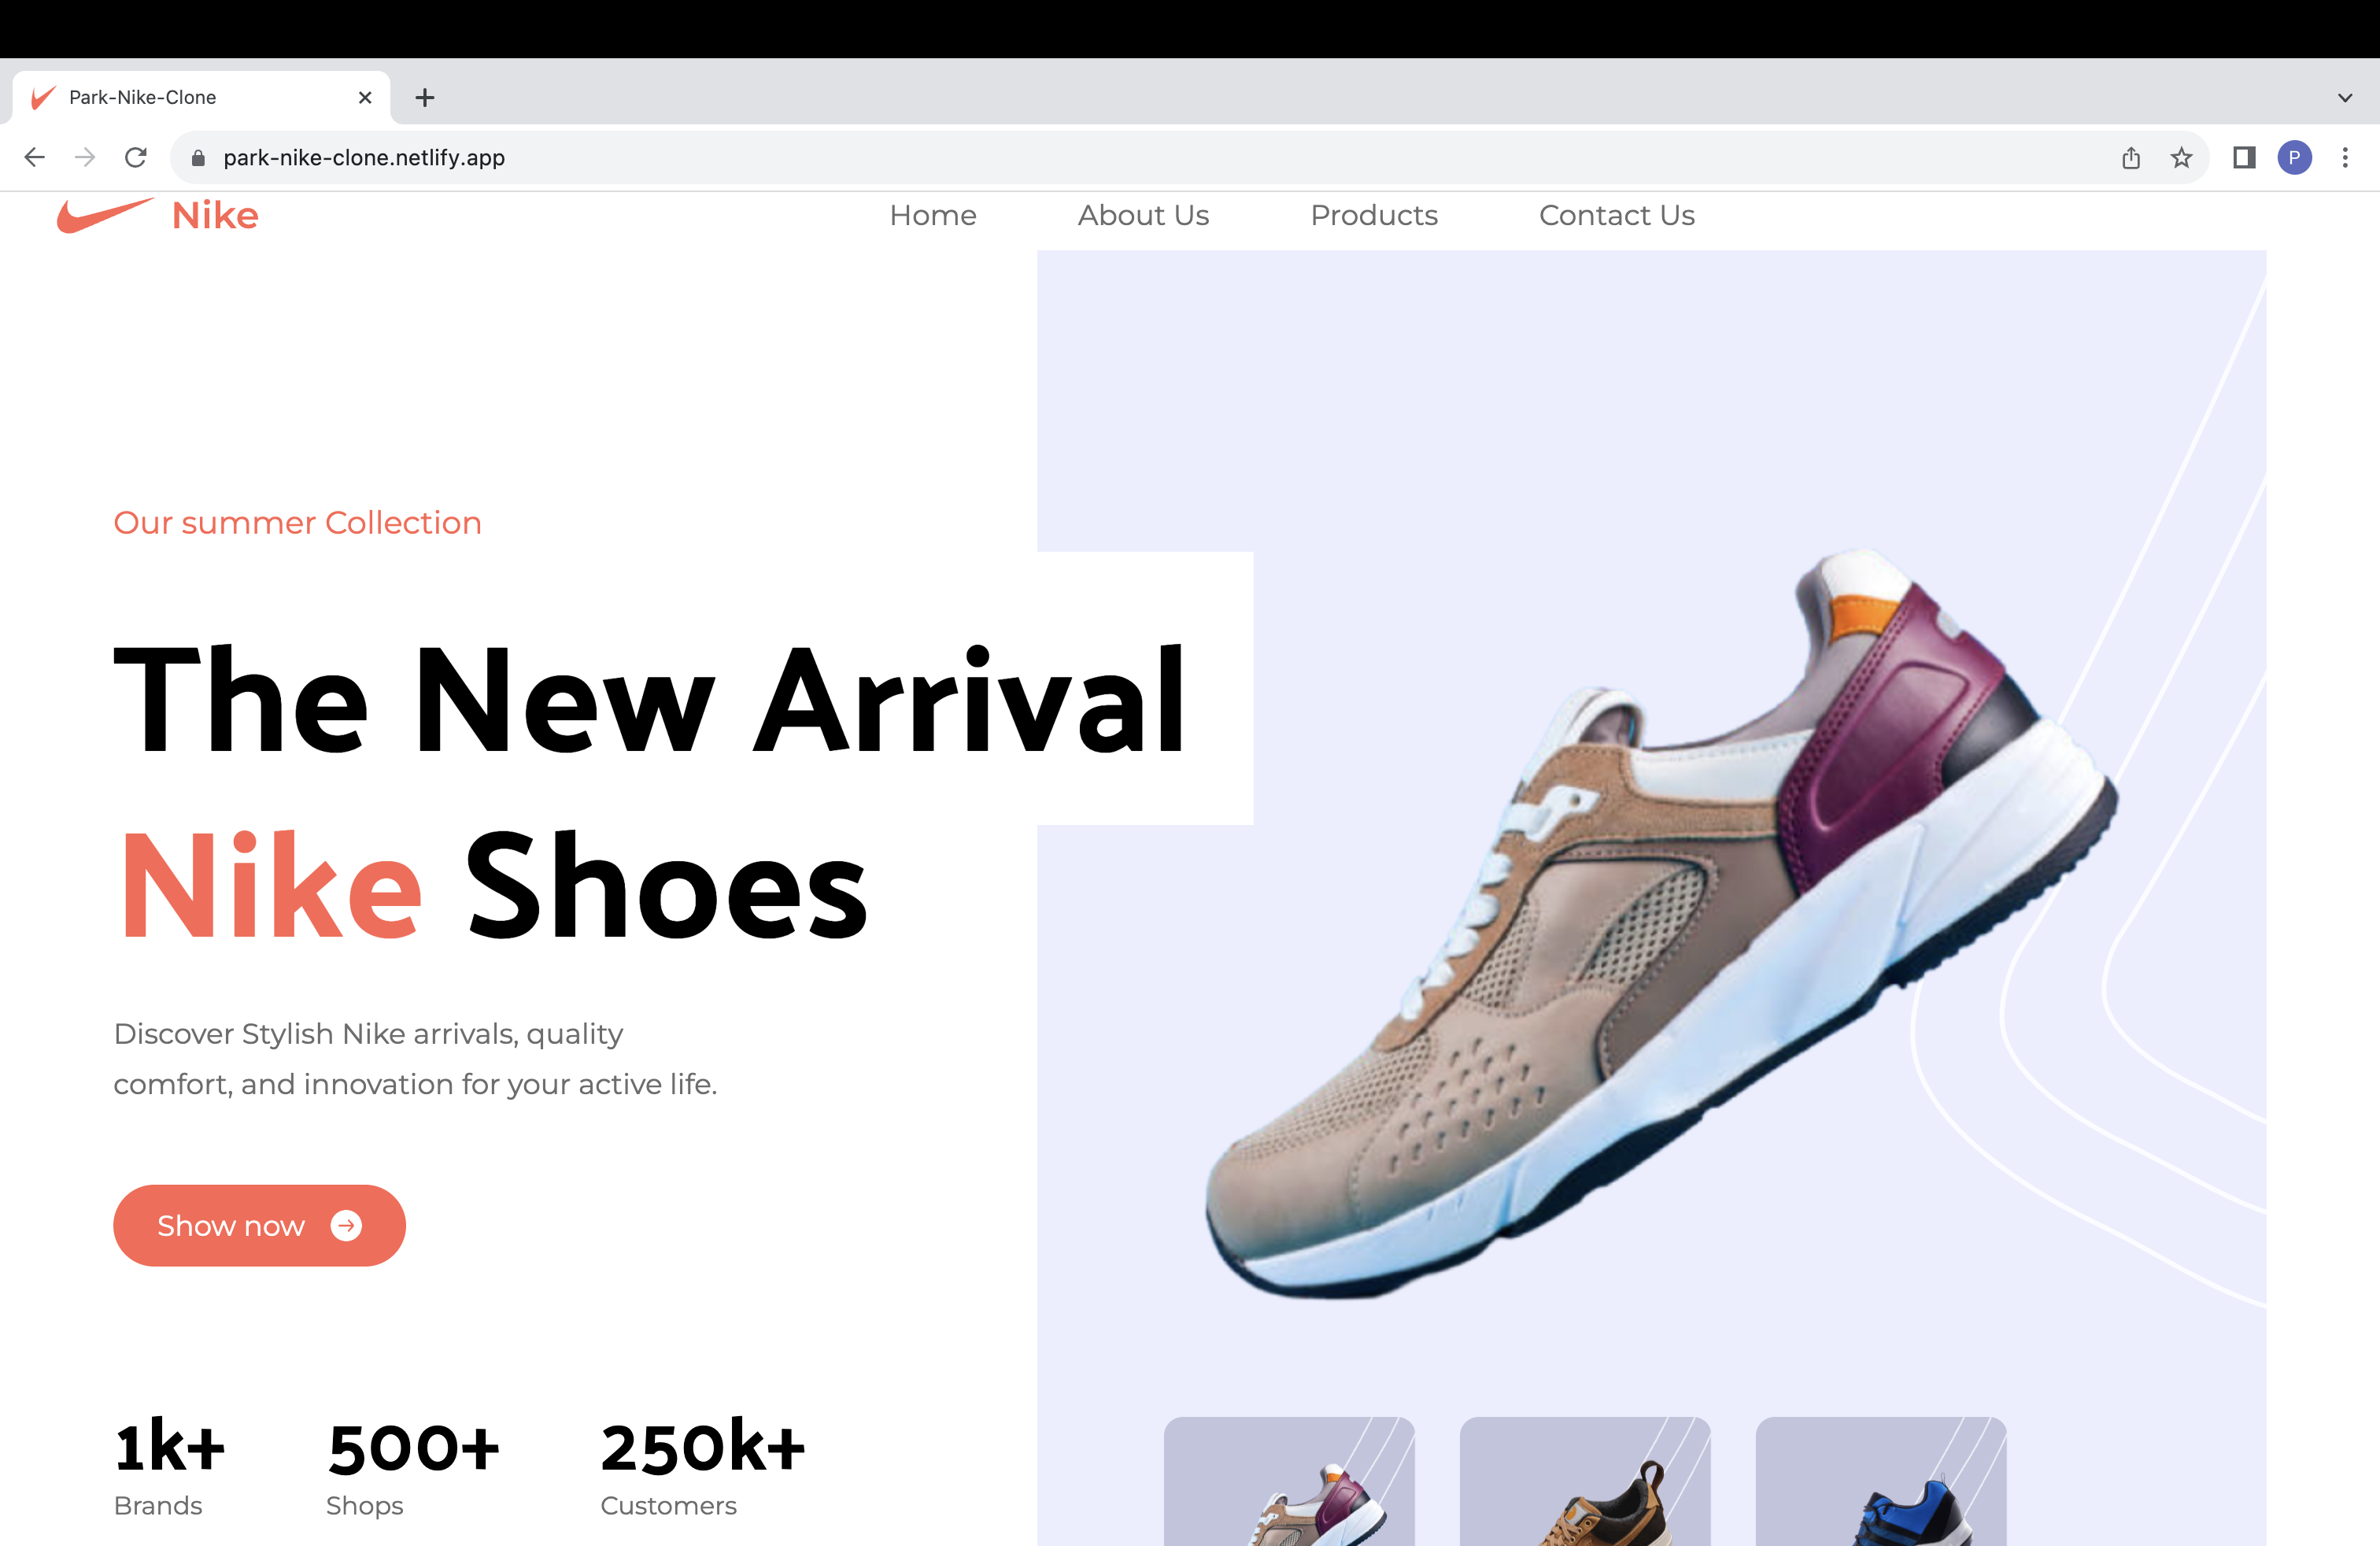 Park-Nike-Clone
park-nike-clone.netlify.app
P
Nike
Home
About Us
Products
Contact Us
Our summer Collection
The New Arrival
Nike Shoes
Discover Stylish Nike arrivals, quality
comfort, and innovation for your active life.
Show now
1k+
Brands
500+
Shops
250k+
Customers